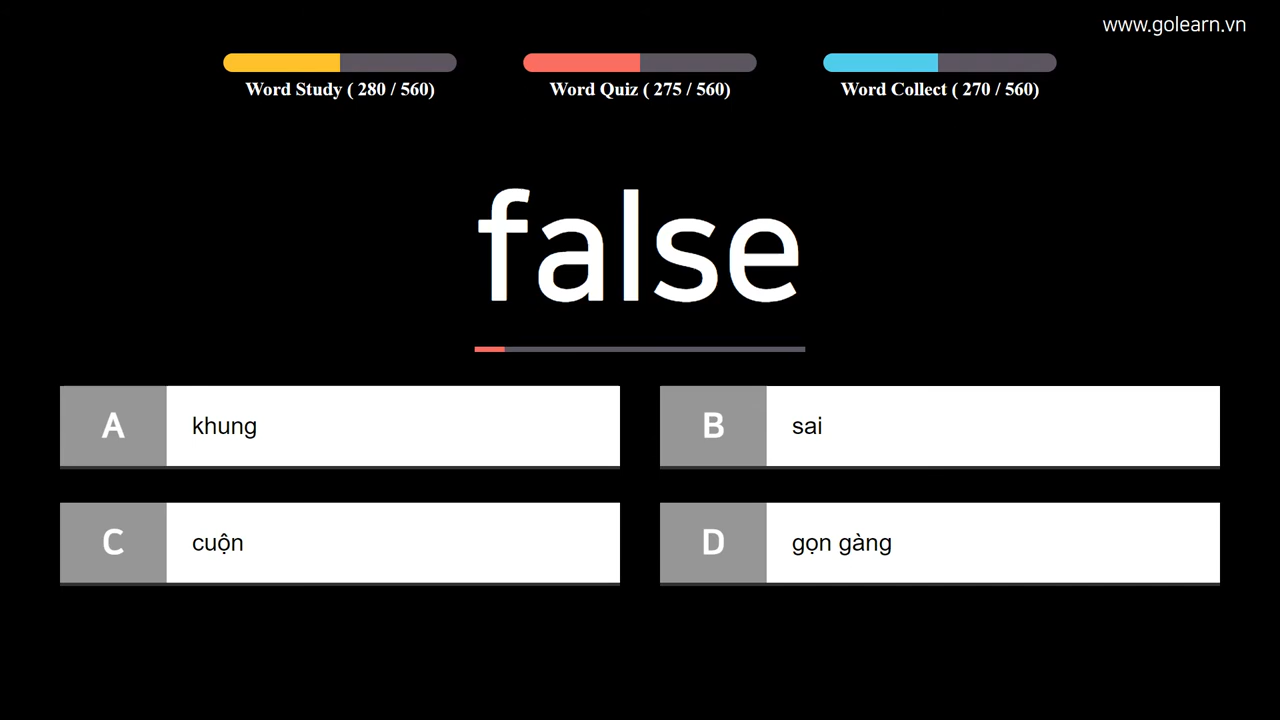 www.golearn.vn
Word Study ( 280 / 560)
Word Quiz ( 275 / 560)
Word Collect ( 270 / 560)
false
A khung
B sai
C cuộn
D gọn gàng